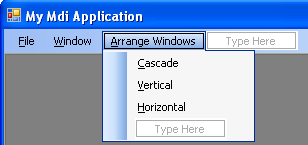 My Mdi Application
File Window Arrange Windows Type Here
Cascade
Vertical
Horizontal
Type Here